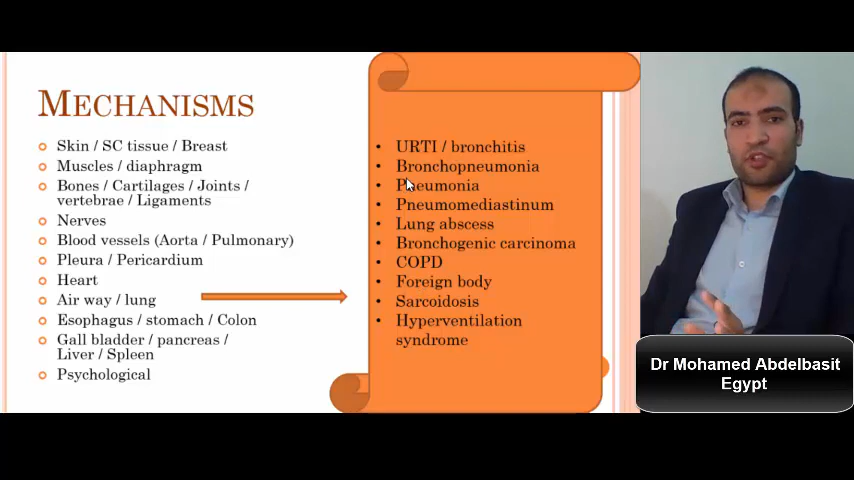 MECHANISMS
Skin / SC tissue / Breast
Muscles / diaphragm
Bones / Cartilages / Joints /
vertebrae / Ligaments
Nerves
Blood vessels (Aorta / Pulmonary)
Pleura / Pericardium
Heart
Air way / lung
Esophagus / stomach / Colon
Gall bladder / pancreas /
Liver / Spleen
Psychological
• URTI / bronchitis
• Bronchopneumonia
• Pneumonia
• Pneumomediastinum
• Lung abscess
• Bronchogenic carcinoma
• COPD
• Foreign body
• Sarcoidosis
• Hyperventilation
syndrome
Dr Mohamed Abdelbasit
Egypt